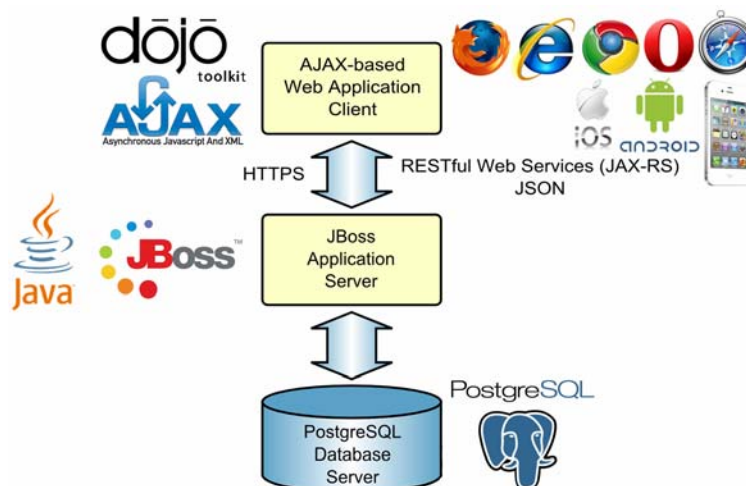 dōjō
toolkit
AJAX
Asynchronous Javascript And XML
AJAX-based
Web Application
Client
iOS
ANDROID
HTTPS
RESTful Web Services (JAX-RS)
JSON
Java
JBoss™
JBoss
Application
Server
PostgreSQL
PostgreSQL
Database
Server